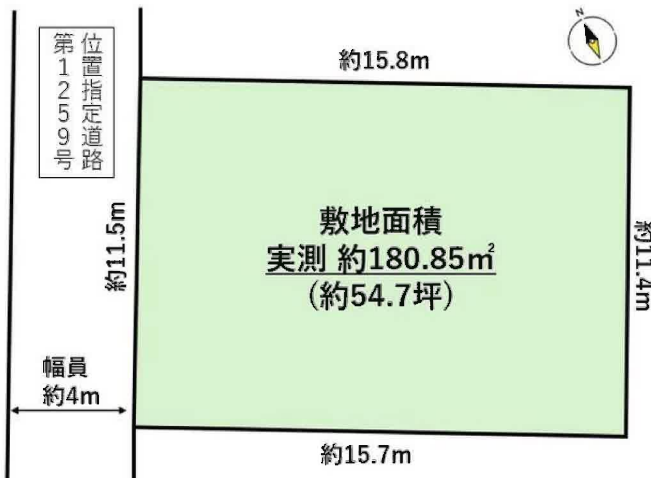 N
位置指定道路
第1259号
約15.8m
約11.5m
敷地面積
実測 約180.85㎡
(約54.7坪)
約11.4m
幅員
約4m
約15.7m